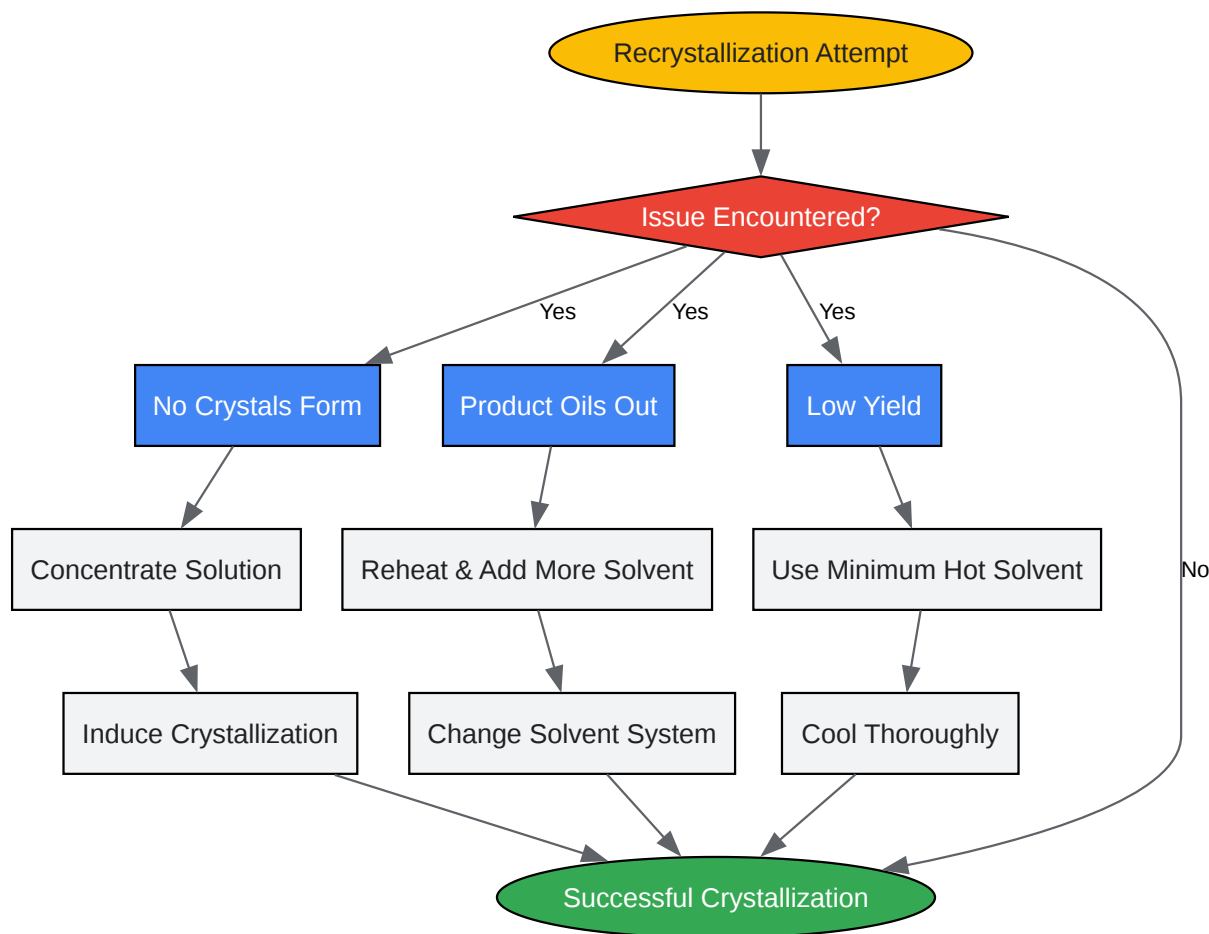 Recrystallization Attempt
Issue Encountered?
Yes
Yes
Yes
No Crystals Form
Product Oils Out
Low Yield
Concentrate Solution
Reheat & Add More Solvent
Use Minimum Hot Solvent
No
Induce Crystallization
Change Solvent System
Cool Thoroughly
Successful Crystallization